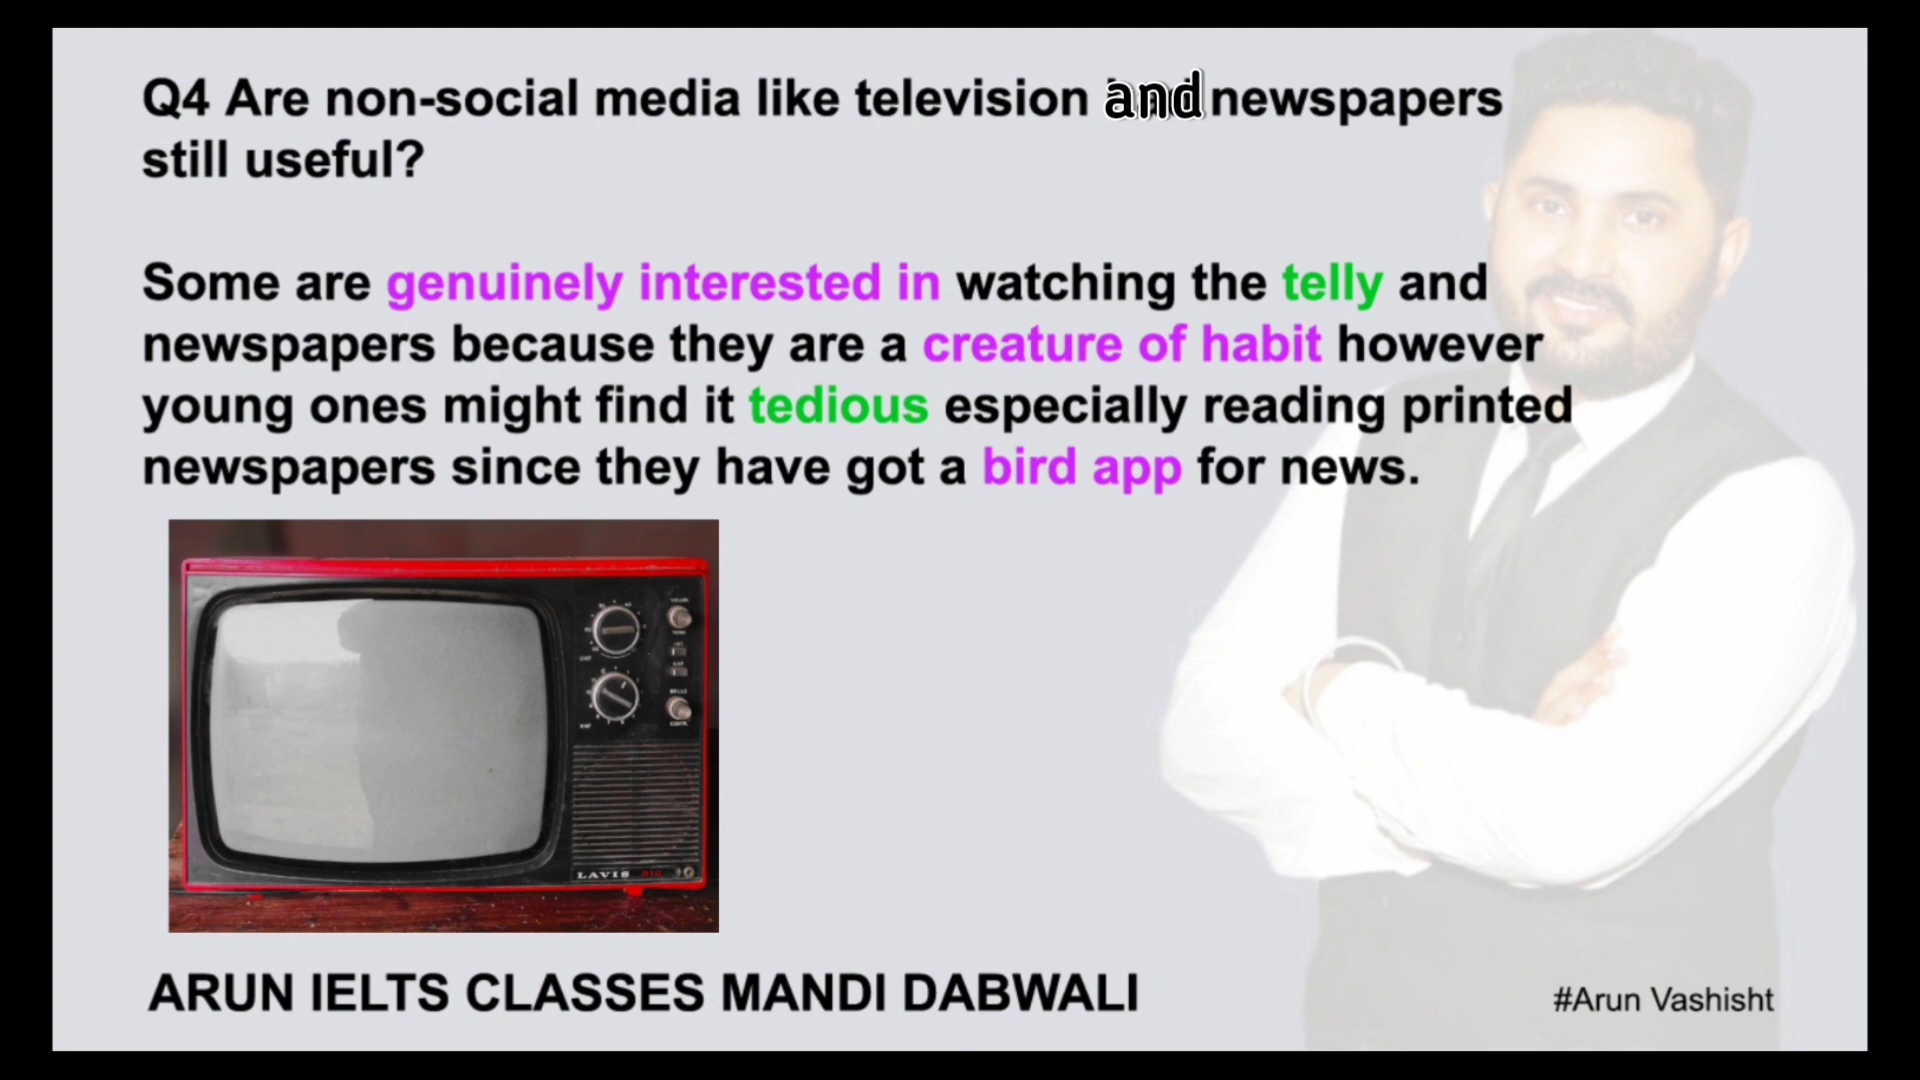 Q4 Are non-social media like television and newspapers
still useful?
Some are genuinely interested in watching the telly and
newspapers because they are a creature of habit however
young ones might find it tedious especially reading printed
newspapers since they have got a bird app for news.
LAVIS
ARUN IELTS CLASSES MANDI DABWALI
#Arun Vashisht